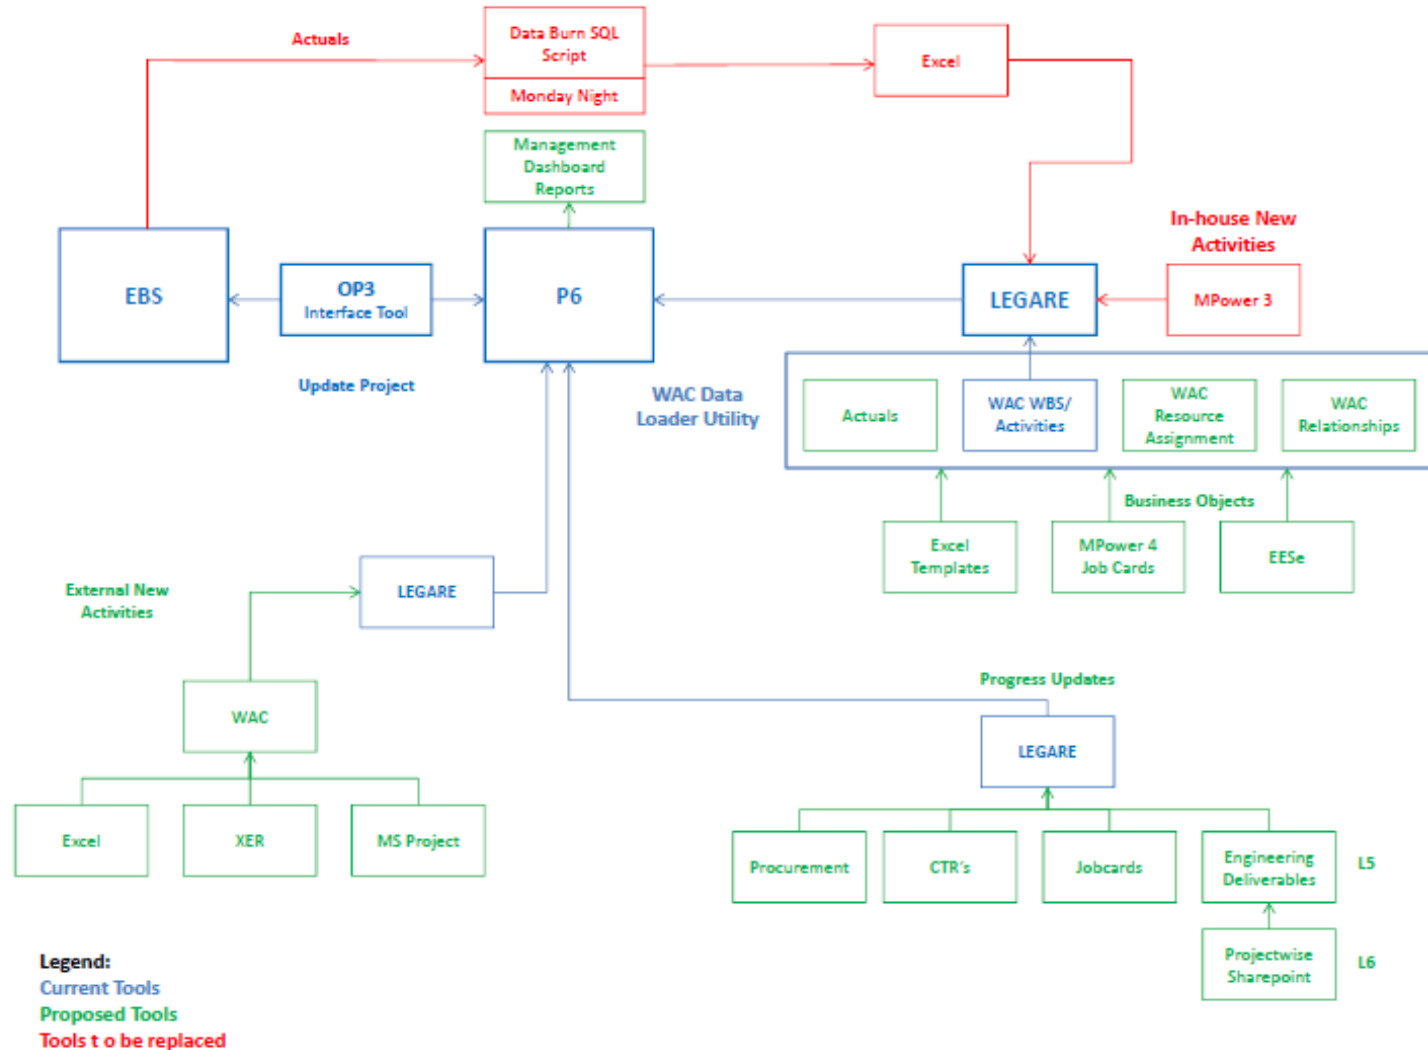 Actuals
Data Burn SQL
Script
Monday Night
Excel
Management
Dashboard
Reports
In-house New
Activities
EBS
OP3
Interface Tool
P6
LEGARE
MPower 3
Update Project
WAC Data
Loader Utility
Actuals
WAC WBS/
Activities
WAC
Resource
Assignment
WAC
Relationships
Business Objects
Excel
Templates
MPower 4
Job Cards
EESe
External New
Activities
LEGARE
WAC
Progress Updates
LEGARE
Excel
XER
MS Project
Procurement
CTR's
Jobcards
Engineering
Deliverables
L5
Projectwise
Sharepoint
L6
Legend:
Current Tools
Proposed Tools
Tools t o be replaced